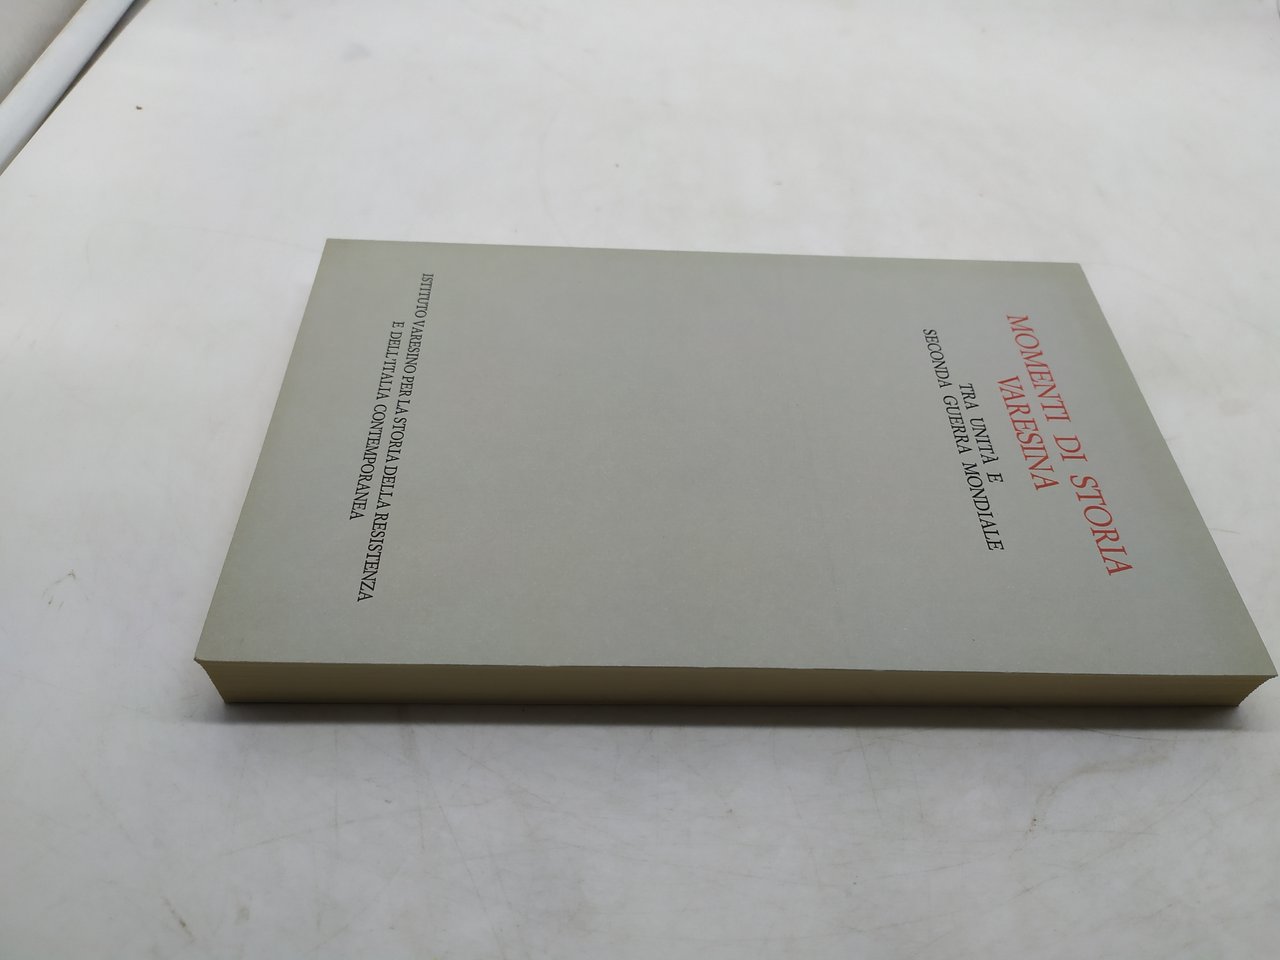 MOMENTI DI STORIA
VARESINA
TRA UNITÀ E
SECONDA GUERRA MONDIALE
ISTITUTO VARESINO PER LA STORIA DELLA RESISTENZA
E DELL'ITALIA CONTEMPORANEA